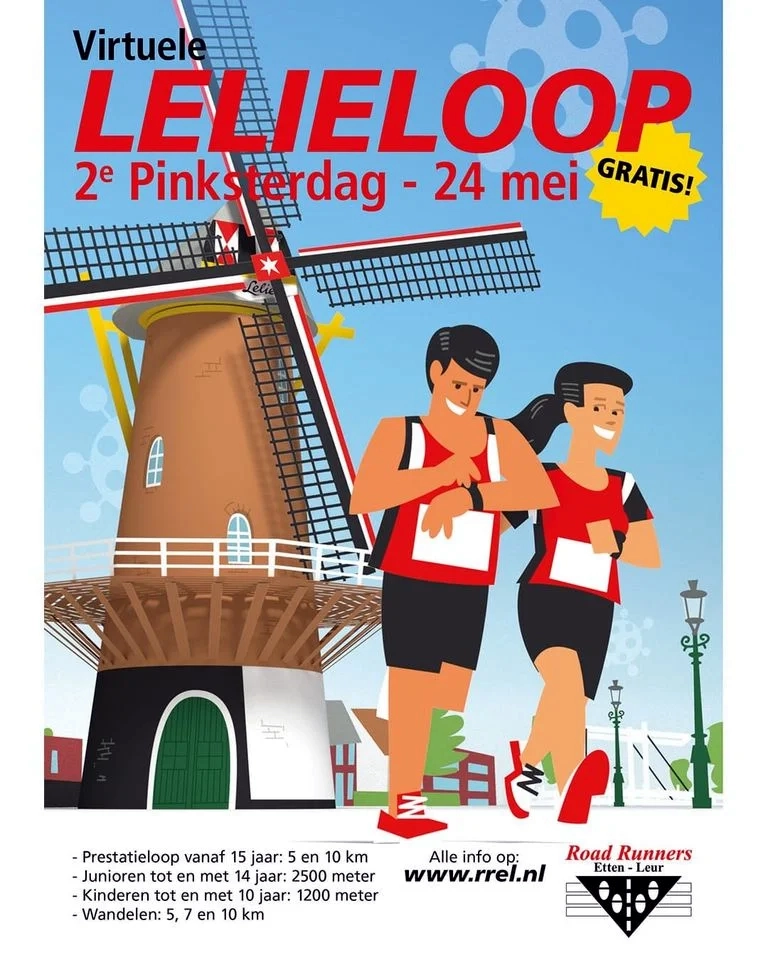 Virtuele
LELIELOOP
2e Pinksterdag - 24 mei
GRATIS!
Lelie
- Prestatieloop vanaf 15 jaar: 5 en 10 km
- Junioren tot en met 14 jaar: 2500 meter
- Kinderen tot en met 10 jaar: 1200 meter
- Wandelen: 5, 7 en 10 km
Alle info op:
www.rrel.nl
Road Runners
Etten - Leur